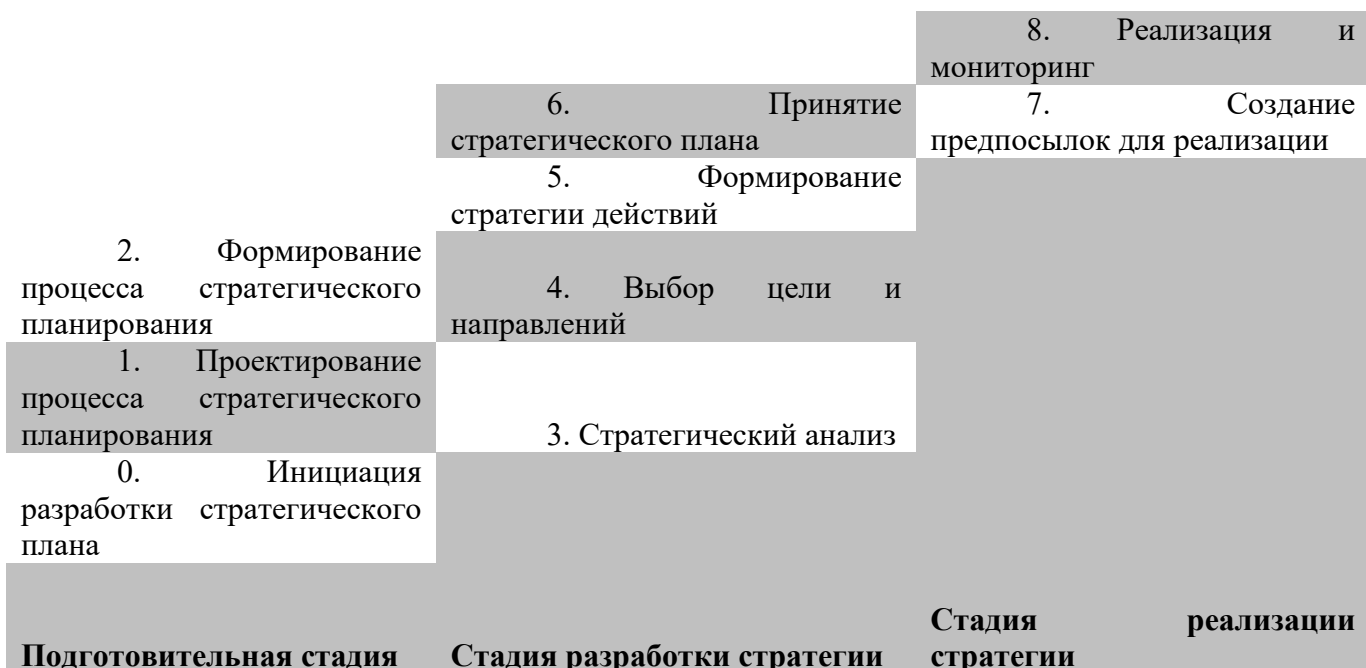 8. Реализация и
мониторинг
6. Принятие
стратегического плана
7. Создание
предпосылок для реализации
5. Формирование
стратегии действий
2. Формирование
процесса стратегического
планирования
4. Выбор цели и
направлений
1. Проектирование
процесса стратегического
планирования
3. Стратегический анализ
0. Инициация
разработки стратегического
плана
Подготовительная стадия
Стадия разработки стратегии
Стадия реализации
стратегии